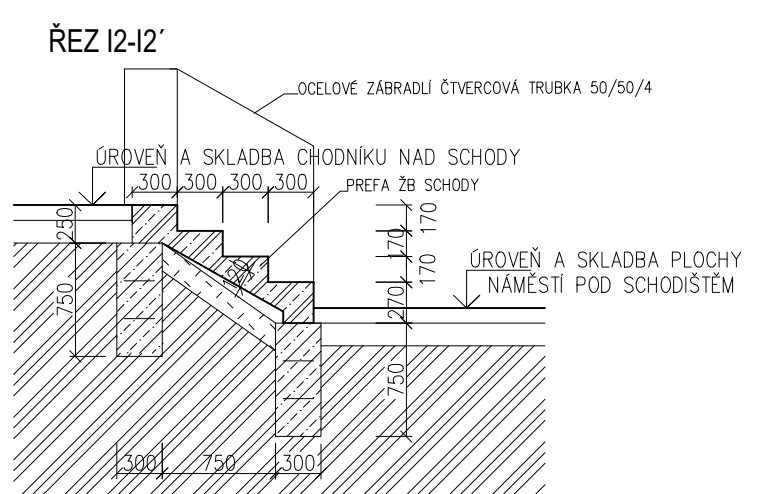 ŘEZ I2-I2´
OCELOVÉ ZÁBRADLÍ ČTVERCOVÁ TRUBKA 50/50/4
ÚROVEŇ A SKLADBA CHODNÍKU NAD SCHODY
300 300 300 300
PREFA ŽB SCHODY
250
170
170
170
120
ÚROVEŇ A SKLADBA PLOCHY
NÁMĚSTÍ POD SCHODIŠTĚM
750
270
750
300 750 300